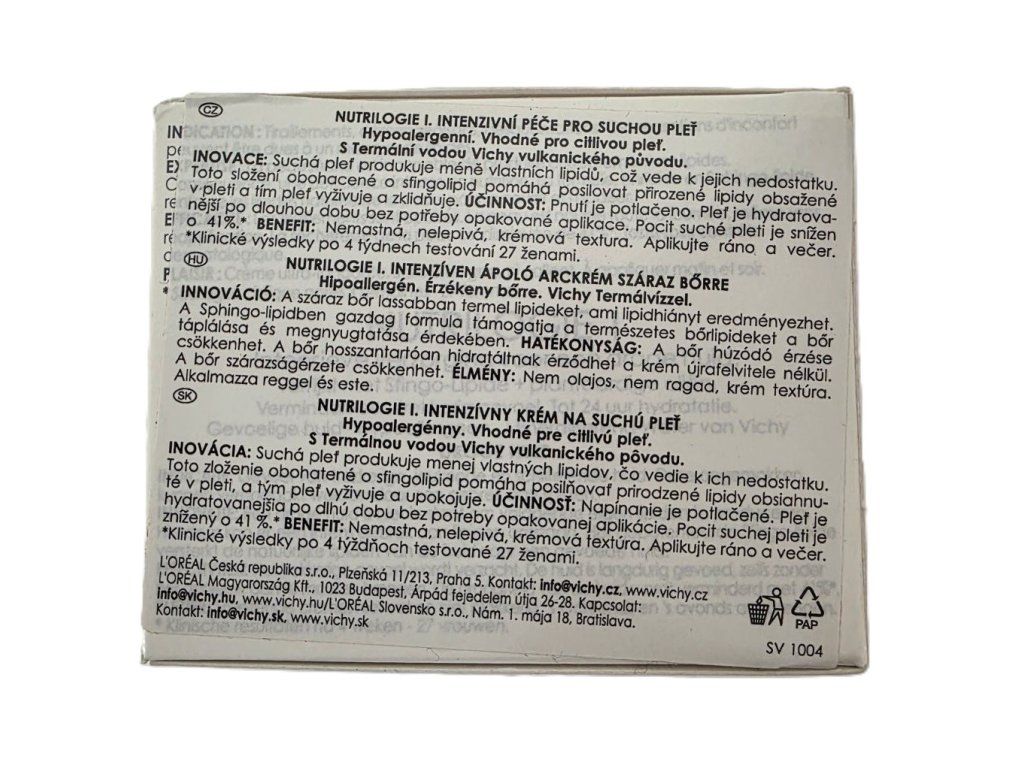 CZ
NUTRILOGIE I. INTENZIVNÍ PÉČE PRO SUCHOU PLEŤ
Hypoalergenní. Vhodné pro citlivou pleť.
S Termální vodou Vichy vulkanického původu.
INOVACE: Suchá pleť produkuje méně vlastních lipidů, což vede k jejich nedostatku.
Toto složení obohacené o sfingolipid pomáhá posilovat přirozené lipidy obsažené
v pleti a tím pleť vyživuje a zklidňuje. ÚČINNOST: Pnutí je potlačeno. Pleť je hydratova-
nější po dlouhou dobu bez potřeby opakované aplikace. Pocit suché pleti je snížen
o 41%.* BENEFIT: Nemastná, nelepivá, krémová textura. Aplikujte ráno a večer.
*Klinické výsledky po 4 týdnech testování 27 ženami.
HU
NUTRILOGIE I. INTENZÍVEN ÁPOLÓ ARCKRÉM SZÁRAZ BŐRRE
Hipoallergén. Érzékeny bőrre. Vichy Termálvízzel.
INNOVÁCIÓ: A száraz bőr lassabban termel lipideket, ami lipidhiányt eredményezhet.
A Sphingo-lipidben gazdag formula támogatja a természetes bőrlipideket a bőr
táplálása és megnyugtatása érdekében. HATÉKONYSÁG: A bőr húzódó érzése
csökkenhet. A bőr hosszantartóan hidratáltnak érződhet a krém újrafelvitele nélkül.
A bőr szárazságérzete csökkenhet. ÉLMÉNY: Nem olajos, nem ragad, krém textúra.
Alkalmazza reggel és este.
SK
NUTRILOGIE I. INTENZÍVNY KRÉM NA SUCHÚ PLEŤ
Hypoalergénny. Vhodné pre citlivú pleť.
S Termálnou vodou Vichy vulkanického pôvodu.
INOVÁCIA: Suchá pleť produkuje menej vlastných lipidov, čo vedie k ich nedostatku.
Toto zloženie obohatené o sfingolipid pomáha posilňovať prirodzené lipidy obsiahnu-
té v pleti, a tým pleť vyživuje a upokojuje. ÚČINNOSŤ: Napínanie je potlačené. Pleť je
hydratovanejšia po dlhú dobu bez potreby opakovanej aplikácie. Pocit suchej pleti je
znížený o 41 %.* BENEFIT: Nemastná, nelepivá, krémová textúra. Aplikujte ráno a večer.
*Klinické výsledky po 4 týždňoch testované 27 ženami.
L'ORÉAL Česká republika s.r.o., Plzeňská 11/213, Praha 5. Kontakt: info@vichy.cz, www.vichy.cz
L'ORÉAL Magyarország Kft., 1023 Budapest, Árpád fejedelem útja 26-28. Kapcsolat:
info@vichy.hu, www.vichy.hu/L'ORÉAL Slovensko s.r.o., Nám. 1. mája 18, Bratislava.
Kontakt: info@vichy.sk, www.vichy.sk
PAP
SV 1004